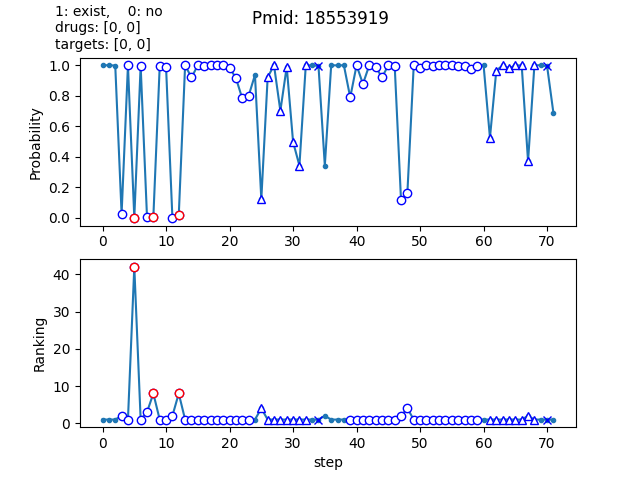 1: exist,    0: no
drugs: [0, 0]
targets: [0, 0]
Pmid: 18553919
Probability
1.0
0.8
0.6
0.4
0.2
0.0
0 10 20 30 40 50 60 70
Ranking
40
30
20
10
0
0 10 20 30 40 50 60 70
step